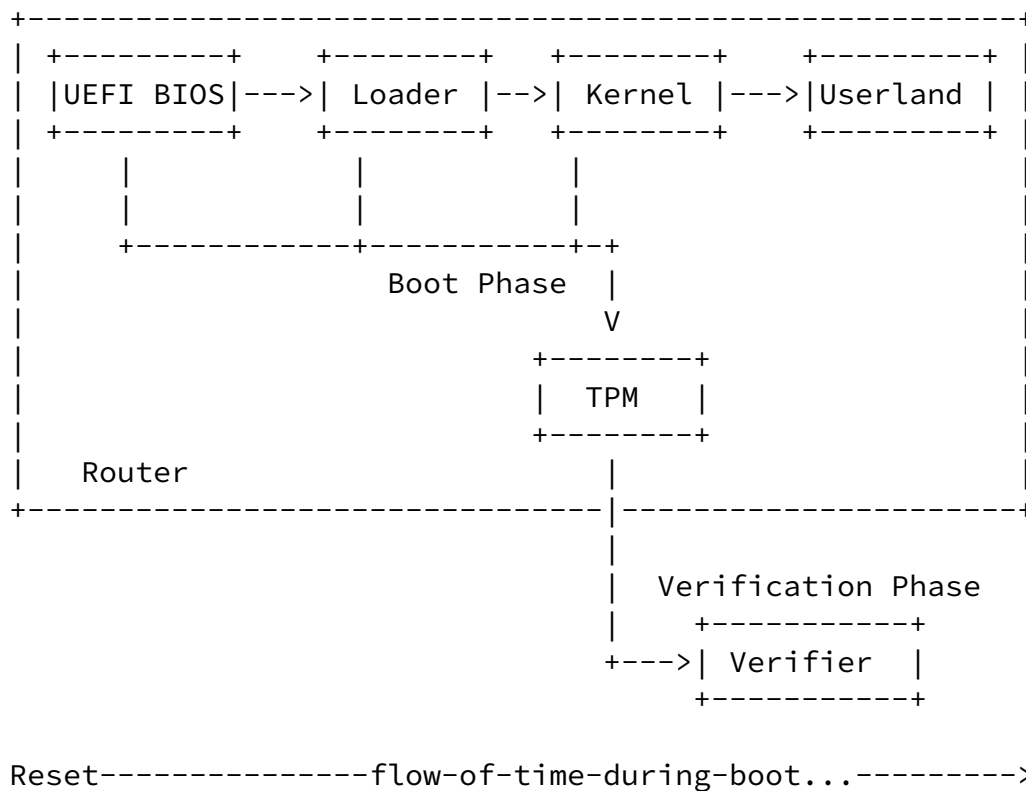 UEFI BIOS--->Loader-->Kernel--->Userland
Boot Phase
V
TPM
Router
Verification Phase
+--->| Verifier |
Reset---------------flow-of-time-during-boot...--------->